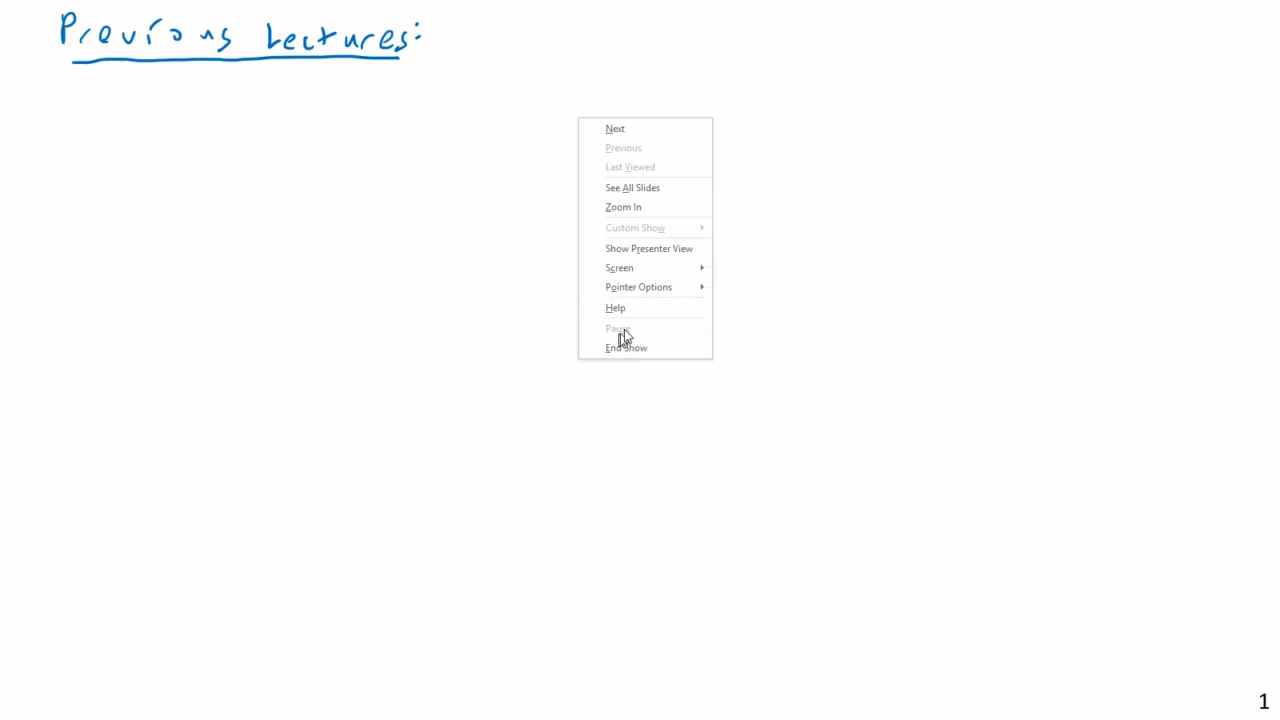 Previous Lectures:
Next
Previous
Last Viewed
See All Slides
Zoom In
Custom Show
Show Presenter View
Screen
Pointer Options
Help
Pause
End Show
1